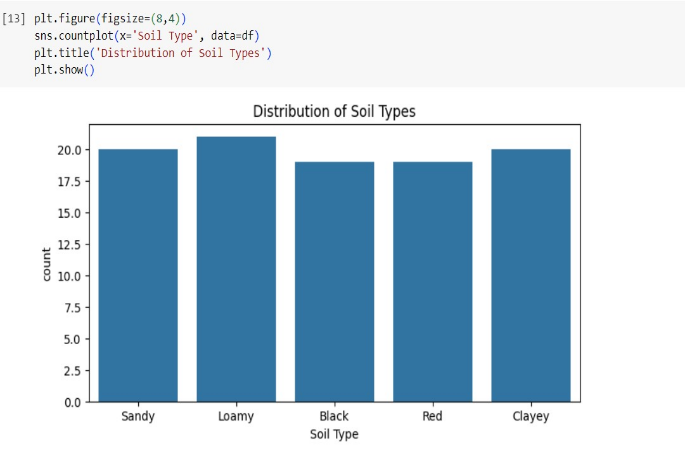 [13] plt.figure(figsize=(8,4))
sns.countplot(x='Soil Type', data=df)
plt.title('Distribution of Soil Types')
plt.show()
Distribution of Soil Types
20.0
17.5
15.0
12.5
10.0
7.5
5.0
2.5
0.0
count
Sandy Loamy Black Red Clayey
Soil Type